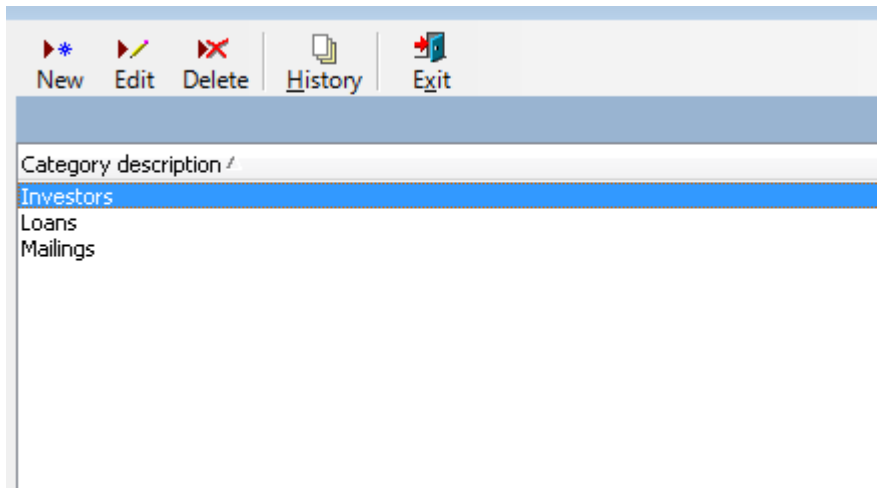 New Edit Delete History Exit
Category description
Investors
Loans
Mailings